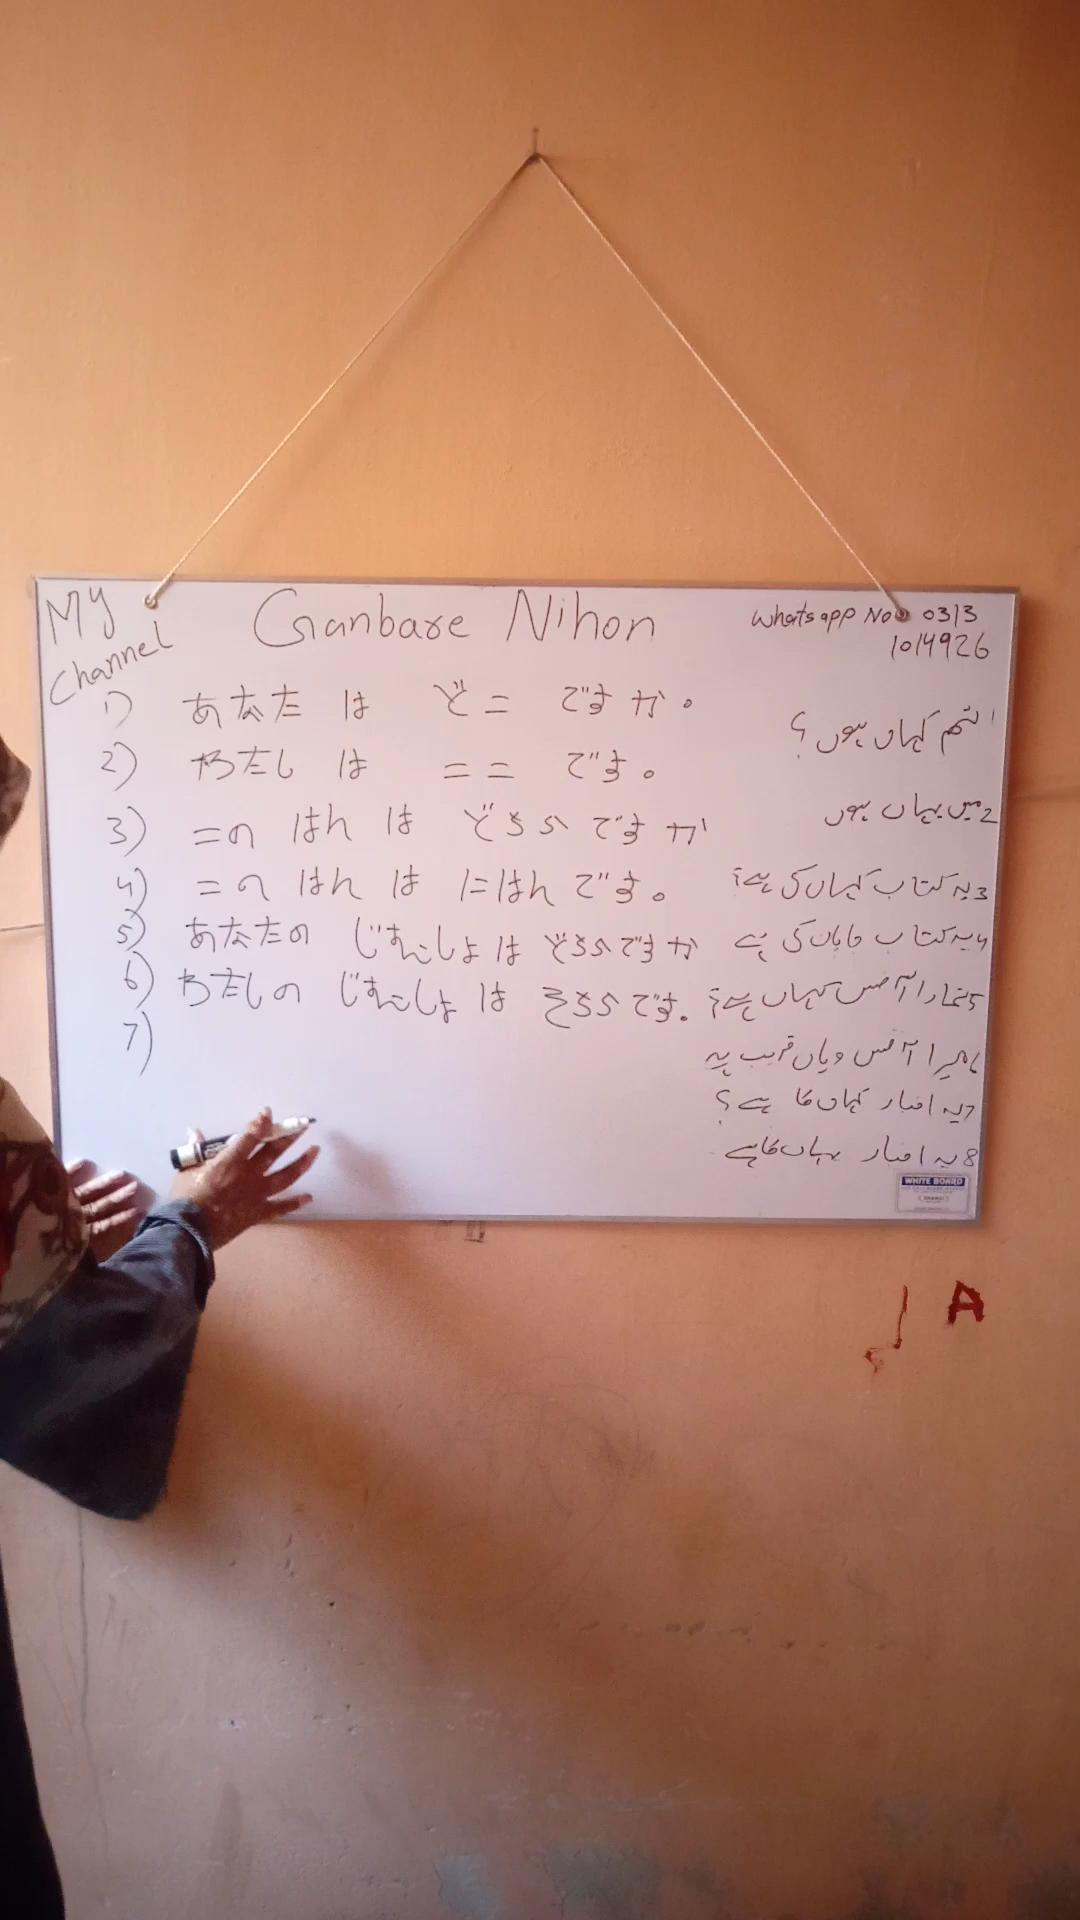 My Channel
Ganbare Nihon
Whatsapp No 0313
1014926
1) あなた は どこ ですか。
2) わたし は ここ です。
3) このほん は どちらですか
4) このほん は にほんです。
5) あなたの じむしょは どちらですか
6) わたしの じむしょ は そちらです。
7)
1 تم کہاں ہوں؟
2 میں یہاں ہوں
3 یہ کتاب کہاں کی ہے؟
4 یہ کتاب جاپان کی ہے
5 تمھارا آفس کہاں ہے؟
6 میرا آفس وہاں قریب ہے
7 یہ اخبار کہاں کا ہے؟
8 یہ اخبار یہاں کا ہے
WHITE BOARD
A